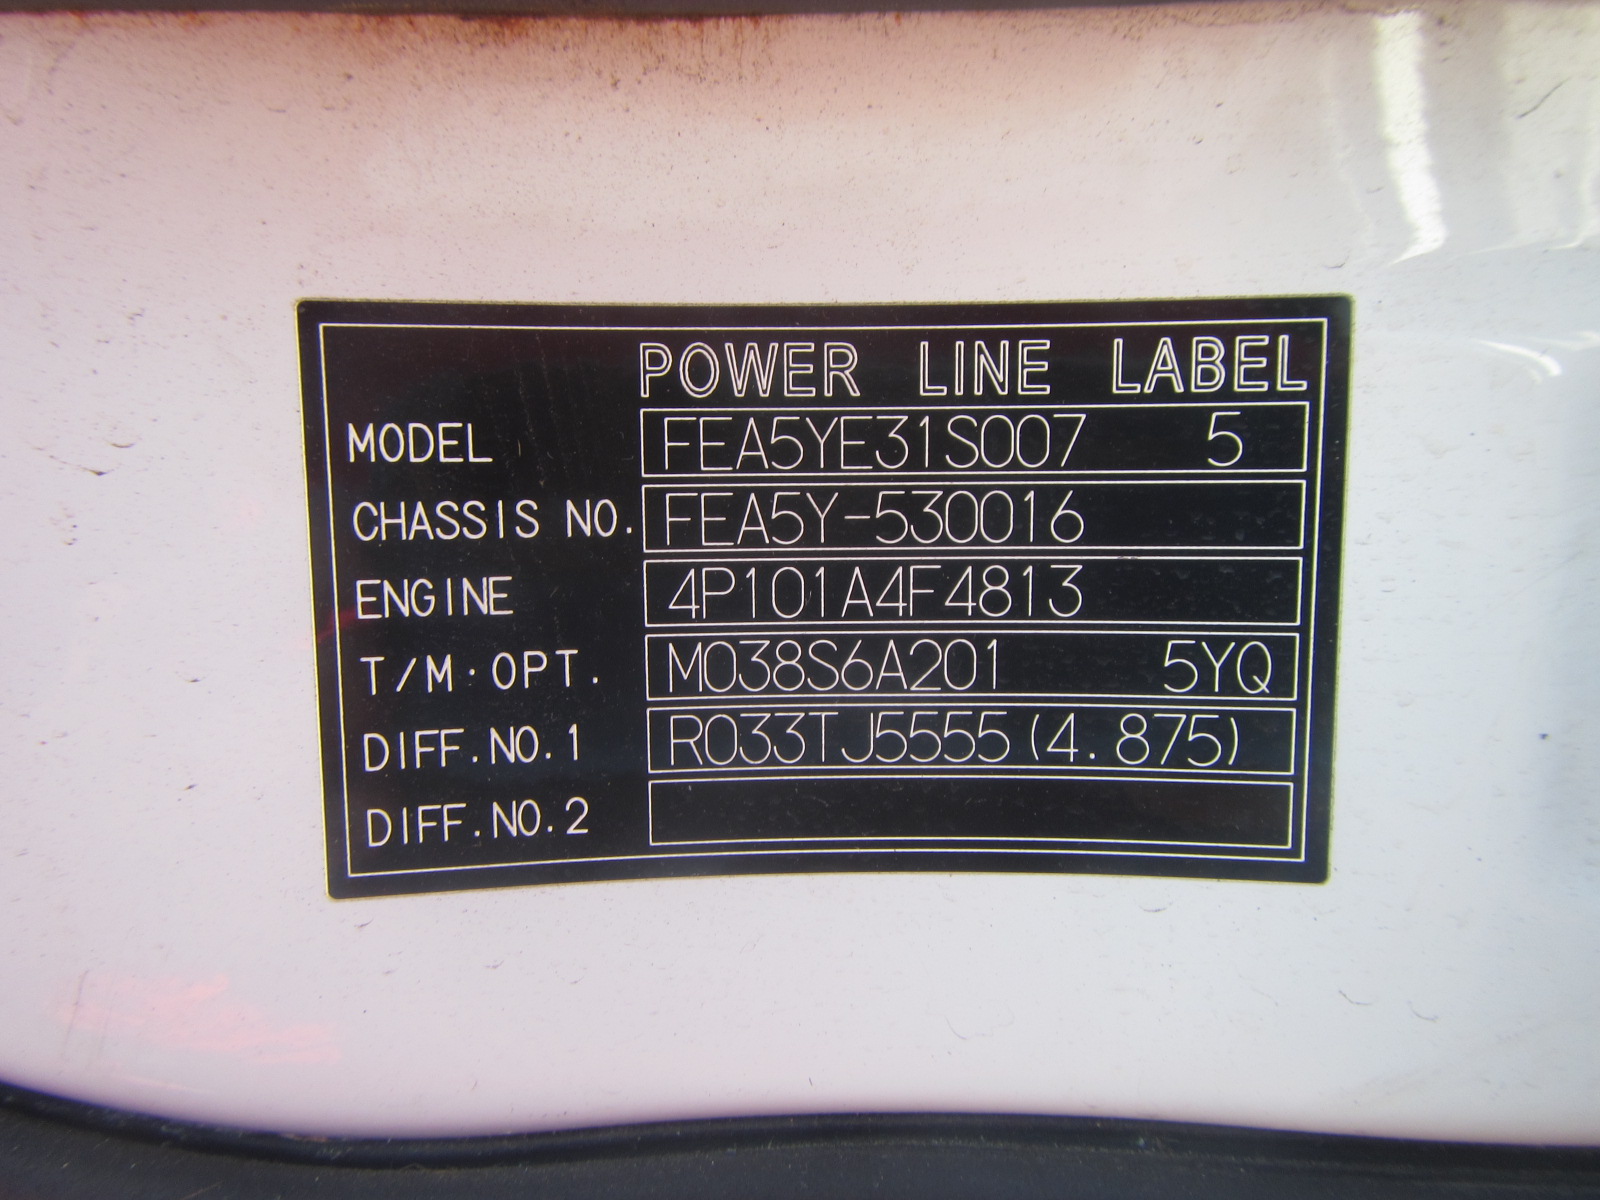 POWER LINE LABEL
MODEL FEA5YE31S007 5
CHASSIS NO. FEA5Y-530016
ENGINE 4P101A4F4813
T/M·OPT. M038S6A201 5YQ
DIFF.NO.1 R033TJ5555(4.875)
DIFF.NO.2